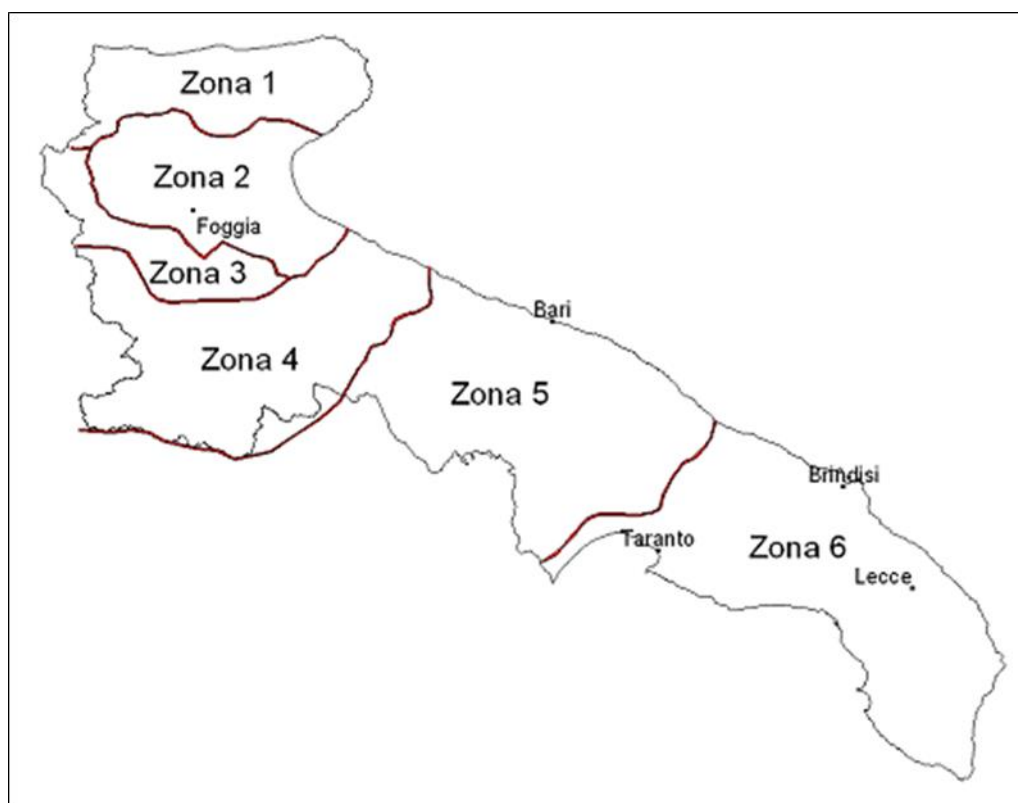 Zona 1
Zona 2
Foggia
Zona 3
Bari
Zona 4
Zona 5
Brindisi
Taranto
Zona 6
Lecce